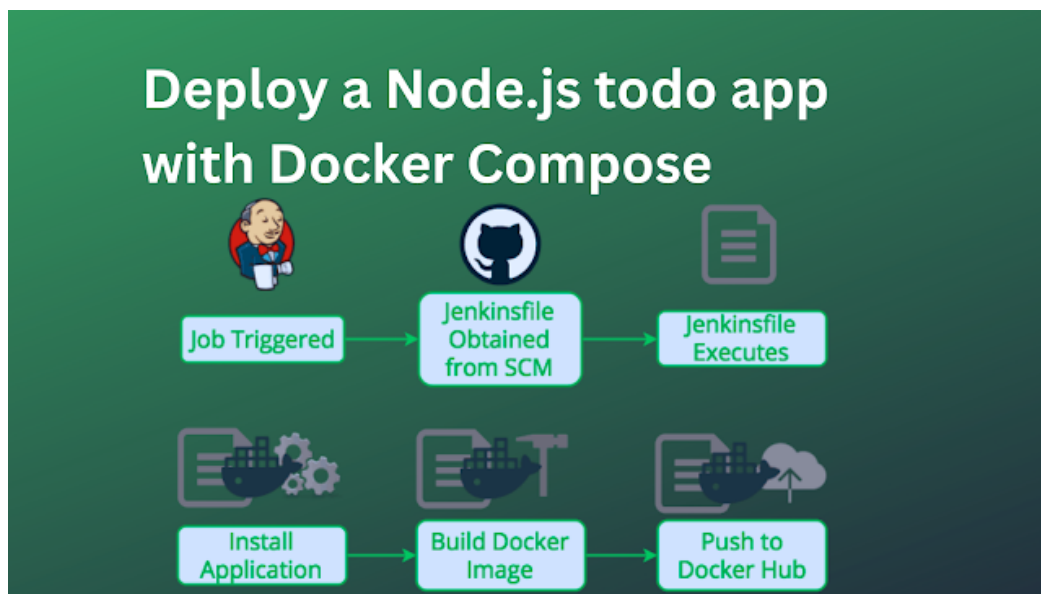 Deploy a Node.js todo app
with Docker Compose
Job Triggered
Jenkinsfile
Obtained
from SCM
Jenkinsfile
Executes
Install
Application
Build Docker
Image
Push to
Docker Hub